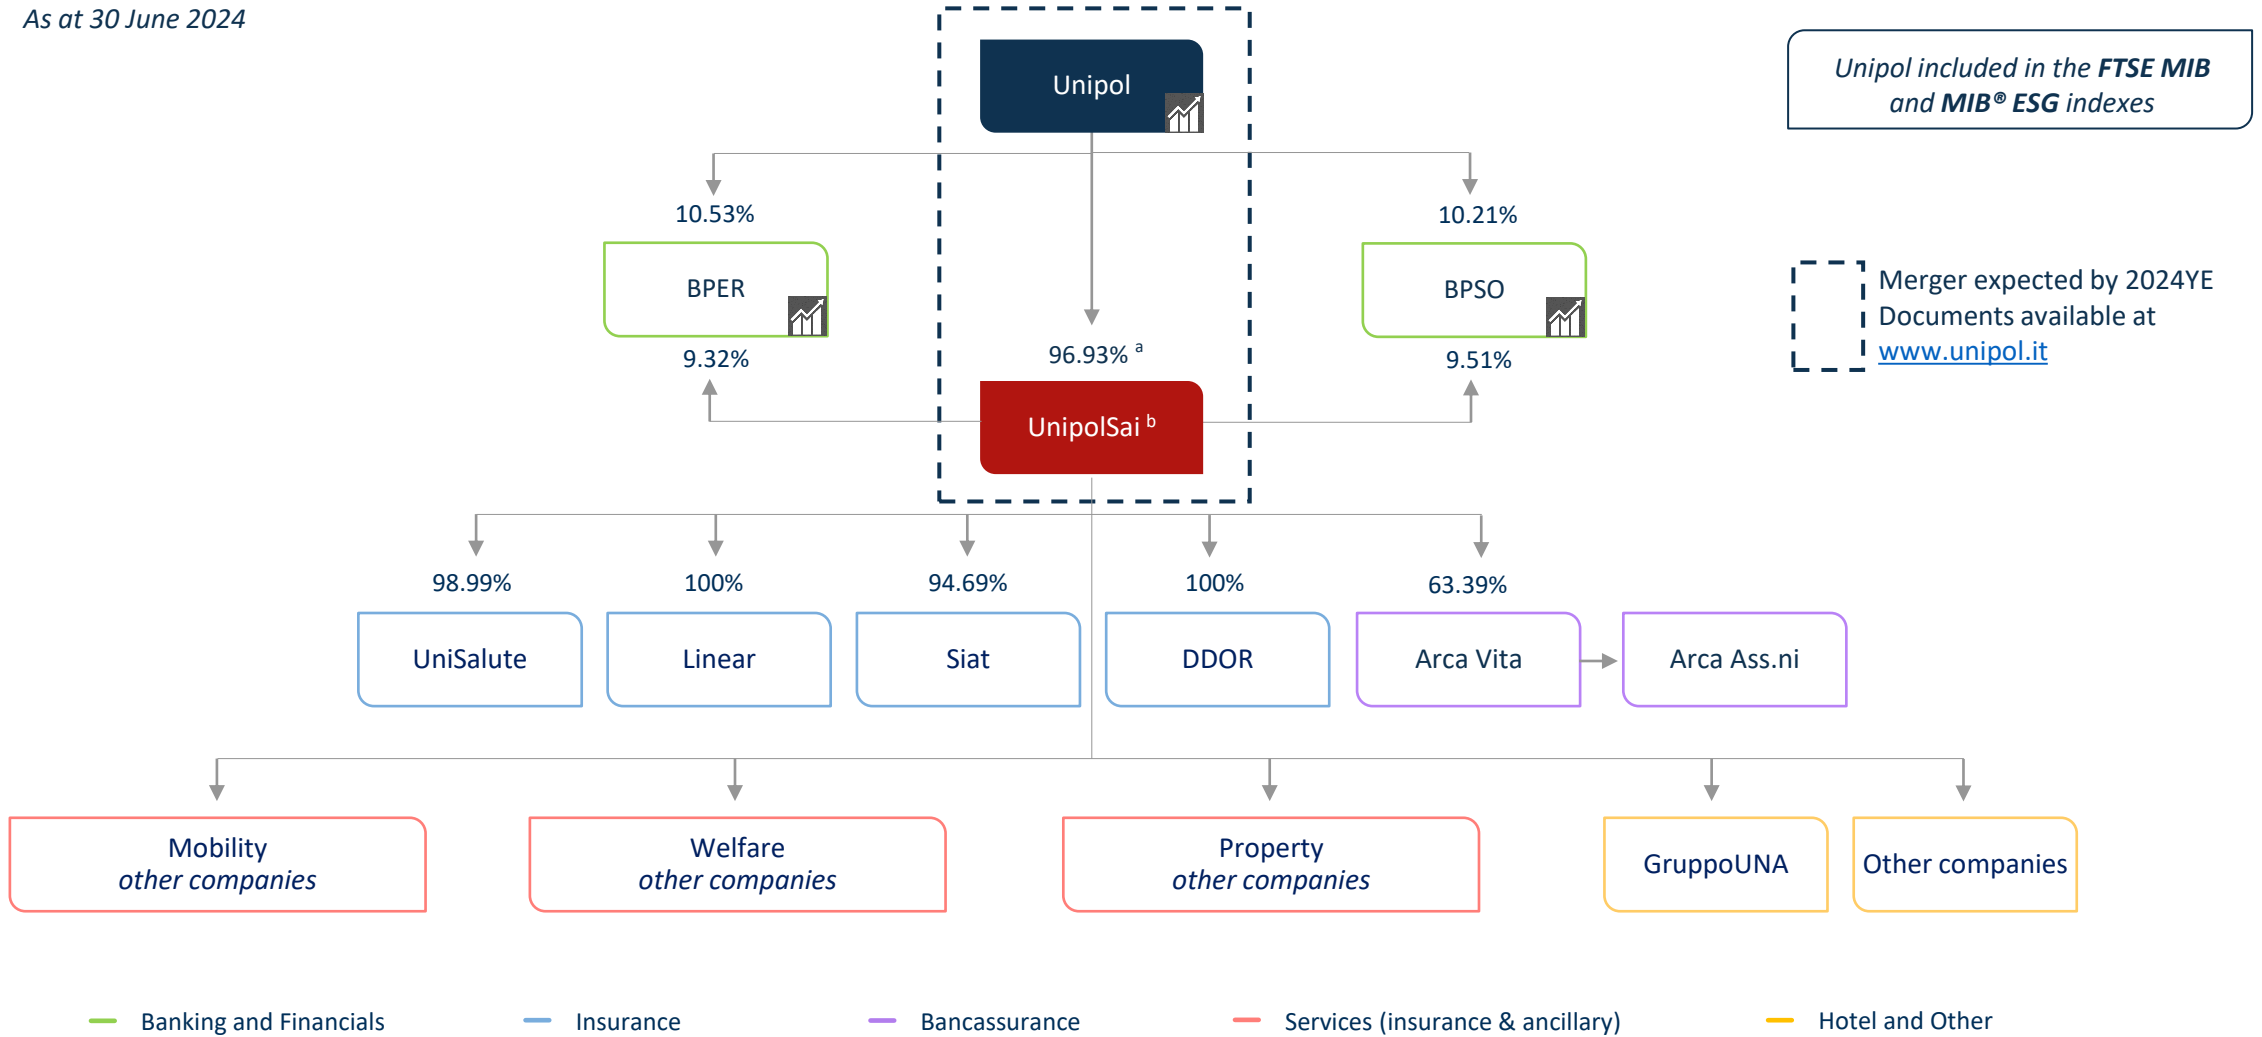 As at 30 June 2024
Unipol
Unipol included in the FTSE MIB
and MIB® ESG indexes
10.53%
10.21%
BPER
BPSO
Merger expected by 2024YE
Documents available at
www.unipol.it
9.32%
96.93% a
9.51%
UnipolSai b
98.99%
100%
94.69%
100%
63.39%
UniSalute
Linear
Siat
DDOR
Arca Vita
Arca Ass.ni
Mobility
other companies
Welfare
other companies
Property
other companies
GruppoUNA
Other companies
Banking and Financials
Insurance
Bancassurance
Services (insurance & ancillary)
Hotel and Other